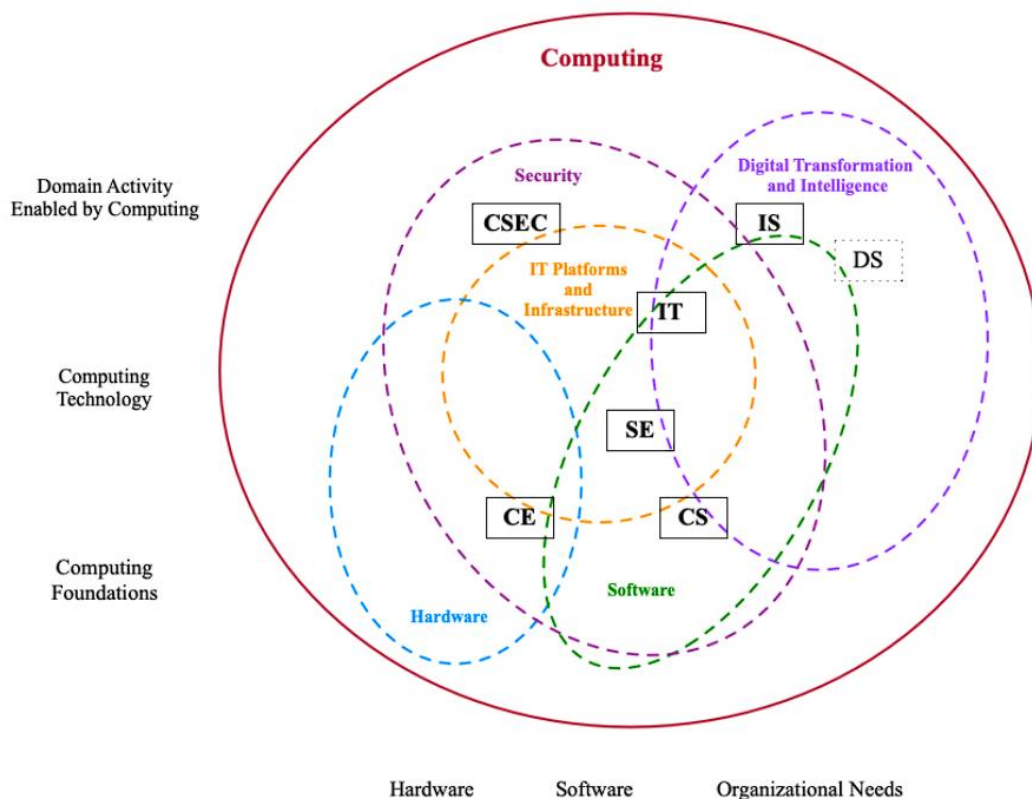 Computing
Digital Transformation
and Intelligence
Security
Domain Activity
Enabled by Computing
CSEC
IS
DS
IT Platforms
and
Infrastructure
IT
Computing
Technology
SE
CE
CS
Computing
Foundations
Software
Hardware
Hardware
Software
Organizational Needs